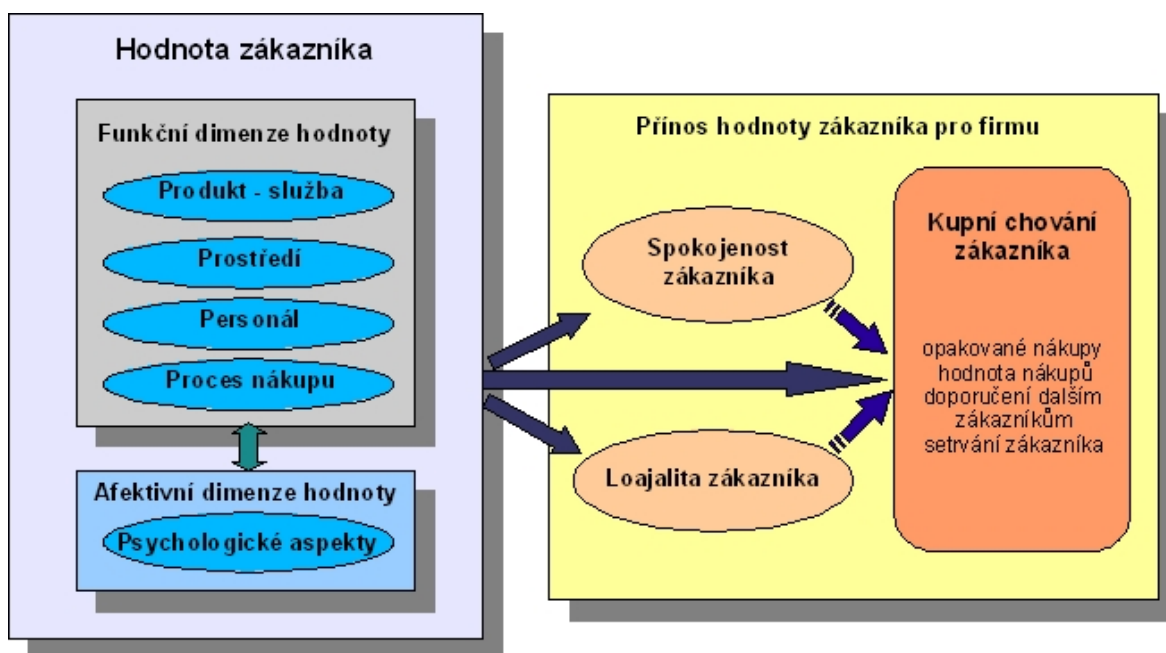 Hodnota zákazníka
Funkční dimenze hodnoty
Produkt - služba
Prostředí
Personál
Proces nákupu
Afektivní dimenze hodnoty
Psychologické aspekty
Přínos hodnoty zákazníka pro firmu
Spokojenost
zákazníka
Loajalita zákazníka
Kupní chování
zákazníka
opakované nákupy
hodnota nákupů
doporučení dalším
zákazníkům
setrvání zákazníka